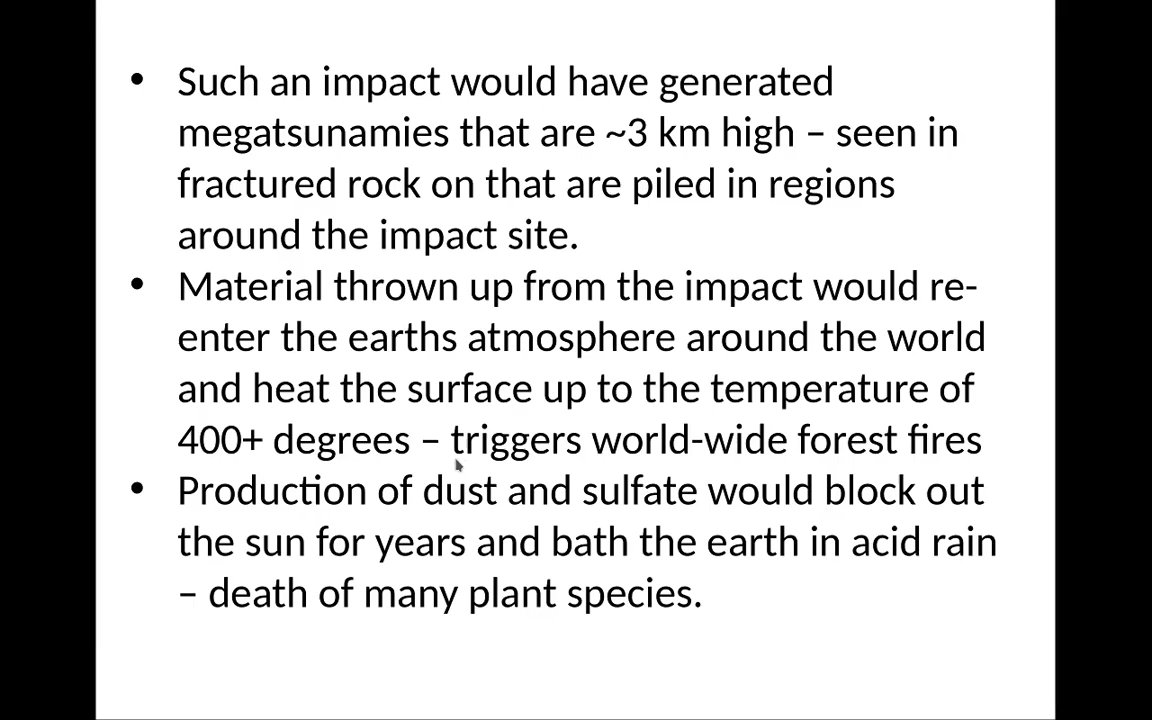 • Such an impact would have generated
megatsunamies that are ~3 km high – seen in
fractured rock on that are piled in regions
around the impact site.
• Material thrown up from the impact would re-
enter the earths atmosphere around the world
and heat the surface up to the temperature of
400+ degrees – triggers world-wide forest fires
• Production of dust and sulfate would block out
the sun for years and bath the earth in acid rain
– death of many plant species.